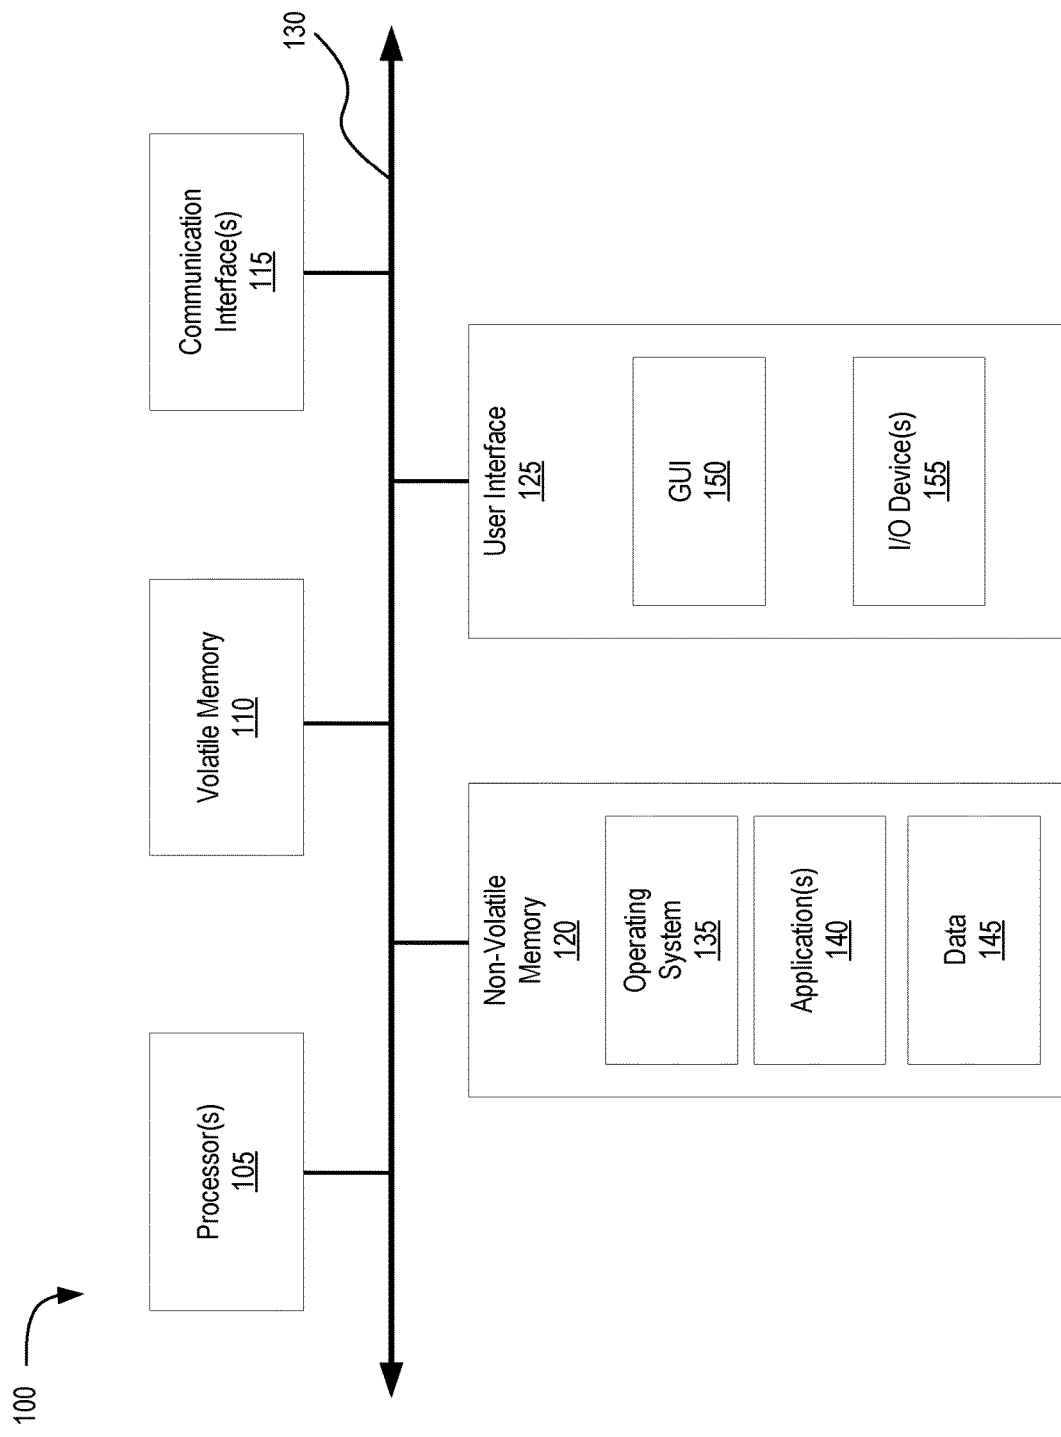 100
Processor(s)
105
Volatile Memory
110
Communication
Interface(s)
115
130
Non-Volatile
Memory
120
Operating
System
135
Application(s)
140
Data
145
User Interface
125
GUI
150
I/O Device(s)
155